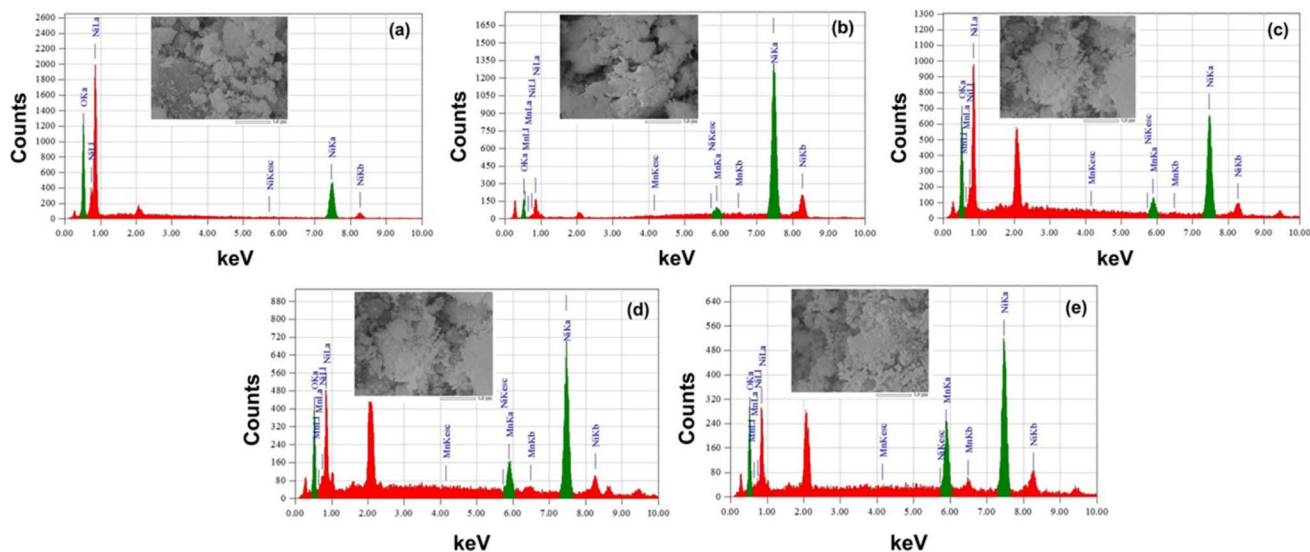 (a)
Counts
2600
2400
2200
2000
1800
1600
1400
1200
1000
800
600
400
200
0
OKa
NiLl
NiLa
NiKesc
NiKa
NiKb
0.00 1.00 2.00 3.00 4.00 5.00 6.00 7.00 8.00 9.00 10.00
keV
(b)
Counts
1650
1500
1350
1200
1050
900
750
600
450
300
150
0
OKa
MnLl
MnLa
NiLl
NiLa
MnKesc
NiKesc
MnKa
MnKb
NiKa
NiKb
0.00 1.00 2.00 3.00 4.00 5.00 6.00 7.00 8.00 9.00 10.00
keV
(c)
Counts
1300
1200
1100
1000
900
800
700
600
500
400
300
200
100
0
OKa
MnLl
MnLa
NiLl
NiLa
MnKesc
NiKesc
MnKa
MnKb
NiKa
NiKb
0.00 1.00 2.00 3.00 4.00 5.00 6.00 7.00 8.00 9.00 10.00
keV
(d)
Counts
880
800
720
640
560
480
400
320
240
160
80
0
OKa
MnLl
MnLa
NiLl
NiLa
MnKesc
NiKesc
MnKa
MnKb
NiKa
NiKb
0.00 1.00 2.00 3.00 4.00 5.00 6.00 7.00 8.00 9.00 10.00
keV
(e)
Counts
640
560
480
400
320
240
160
80
0
OKa
MnLl
MnLa
NiLl
NiLa
MnKesc
NiKesc
MnKa
MnKb
NiKa
NiKb
0.00 1.00 2.00 3.00 4.00 5.00 6.00 7.00 8.00 9.00 10.00
keV